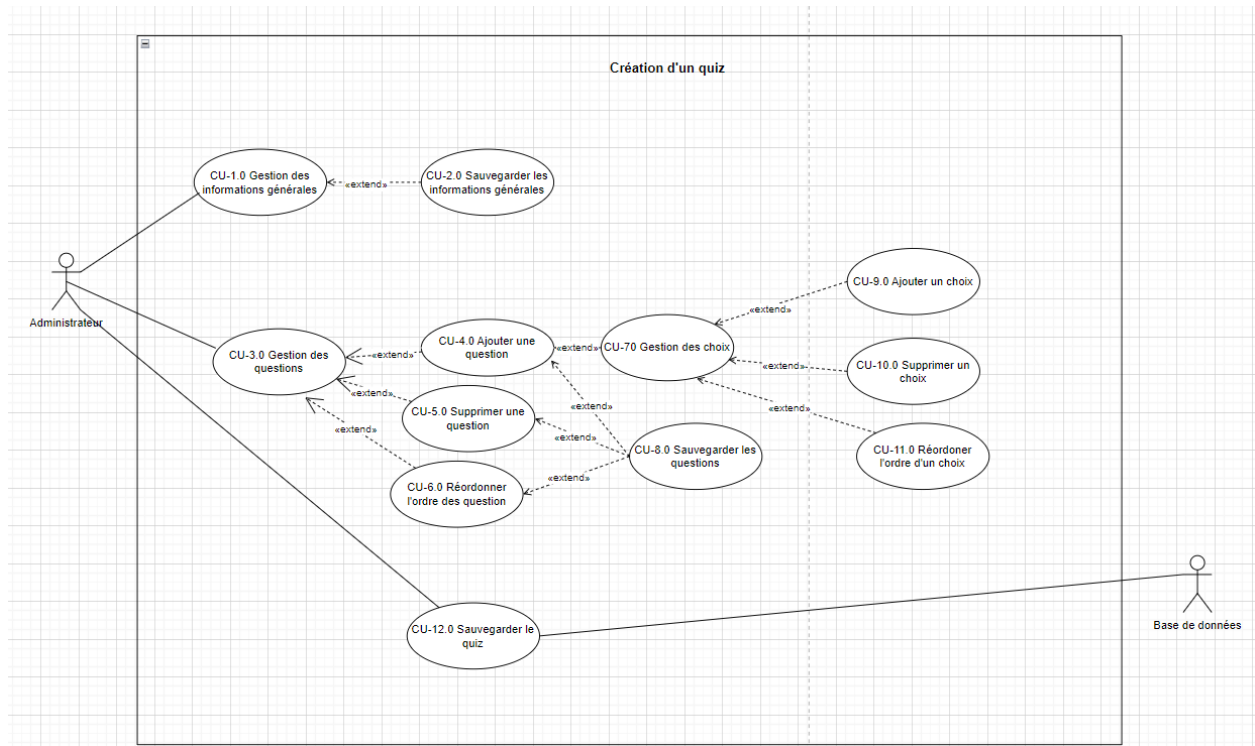 Création d'un quiz
CU-1.0 Gestion des
informations générales
«extend»
CU-2.0 Sauvegarder les
informations générales
Administrateur
CU-3.0 Gestion des
questions
«extend»
CU-4.0 Ajouter une
question
«extend»
CU-70 Gestion des choix
«extend»
CU-9.0 Ajouter un choix
«extend»
CU-10.0 Supprimer un
choix
«extend»
CU-11.0 Réordoner
l'ordre d'un choix
«extend»
CU-5.0 Supprimer une
question
«extend»
«extend»
CU-8.0 Sauvegarder les
questions
«extend»
CU-6.0 Réordonner
l'ordre des question
«extend»
CU-12.0 Sauvegarder le
quiz
Base de données